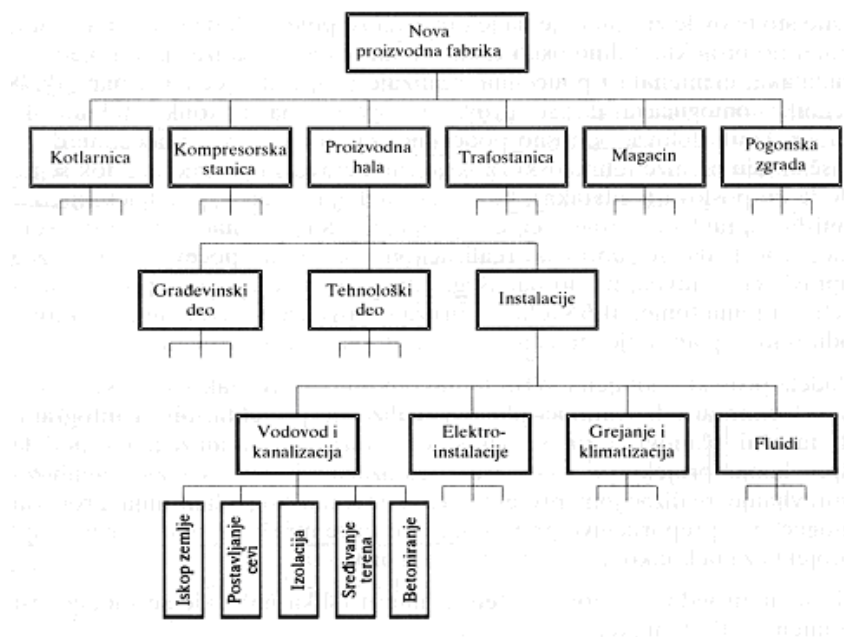 Nova
proizvodna fabrika
Kotlarnica
Kompresorska
stanica
Proizvodna
hala
Trafostanica
Magacin
Pogonska
zgrada
Građevinski
deo
Tehnološki
deo
Instalacije
Vodovod i
kanalizacija
Elektro-
instalacije
Grejanje i
klimatizacija
Fluidi
Iskop zemlje
Postavljanje
cevi
Izolacija
Sređivanje
terena
Betoniranje